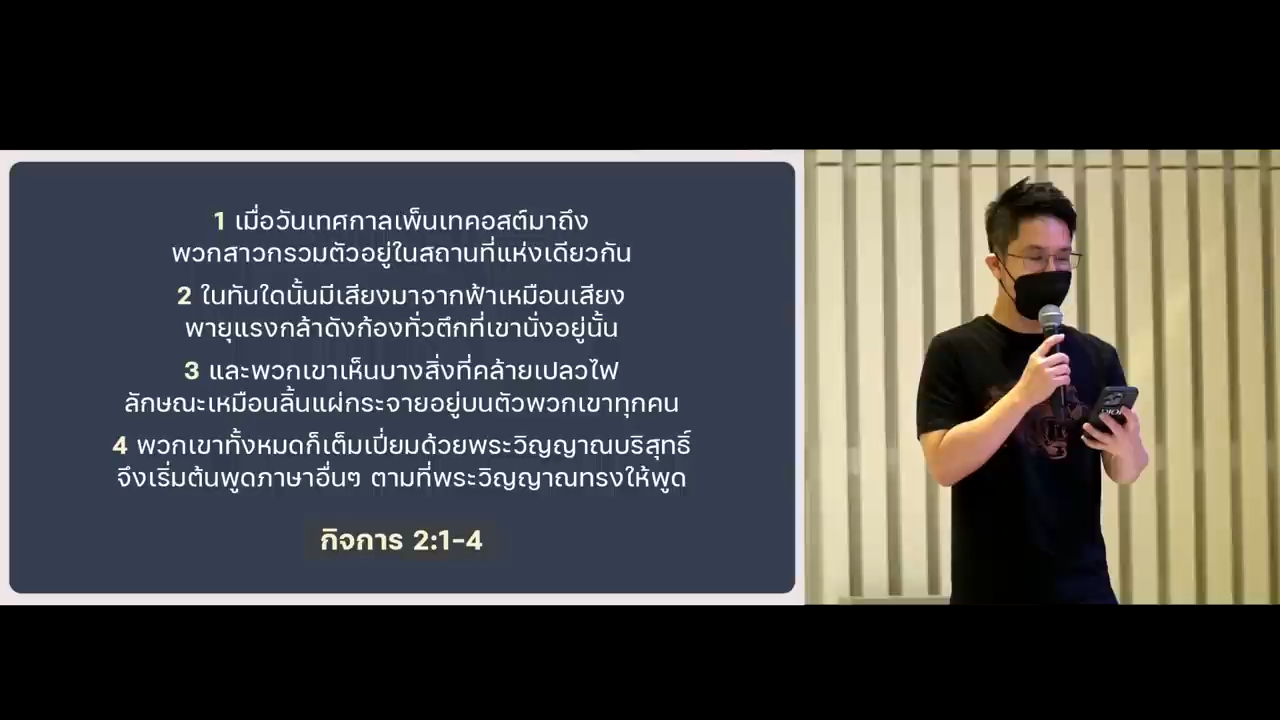 1 เมื่อวันเทศกาลเพ็นเทคอสต์มาถึง
พวกสาวกรวมตัวอยู่ในสถานที่แห่งเดียวกัน
2 ในทันใดนั้นมีเสียงมาจากฟ้าเหมือนเสียง
พายุแรงกล้าดังก้องทั่วตึกที่เขานั่งอยู่นั้น
3 และพวกเขาเห็นบางสิ่งที่คล้ายเปลวไฟ
ลักษณะเหมือนลิ้นแผ่กระจายอยู่บนตัวพวกเขาทุกคน
4 พวกเขาทั้งหมดก็เต็มเปี่ยมด้วยพระวิญญาณบริสุทธิ์
จึงเริ่มต้นพูดภาษาอื่นๆ ตามที่พระวิญญาณทรงให้พูด
กิจการ 2:1-4